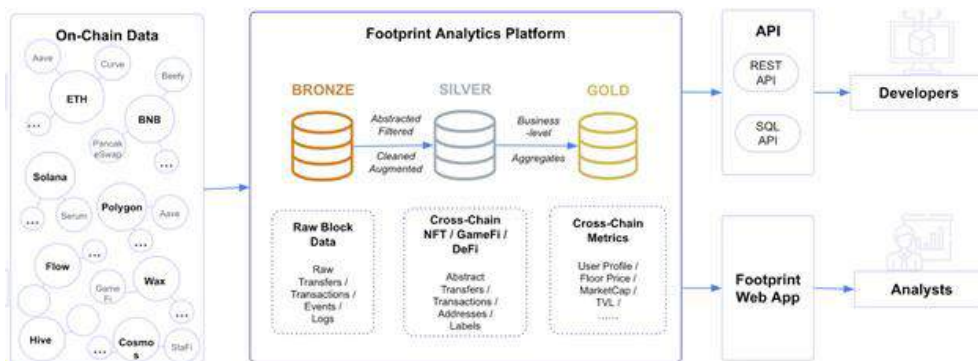 On-Chain Data
Aave
Curve
Beefy
ETH
BNB
...
Pancak
eSwap
...
Solana
...
Serum
Polygon
Aave
...
...
Flow
Game
Fi
Wax
...
Hive
...
Cosmo
s
StaFi
Footprint Analytics Platform
BRONZE
SILVER
GOLD
Abstracted
Filtered
Cleaned
Augmented
Business
-level
Aggregates
Raw Block
Data
Raw
Transfers /
Transactions /
Events /
Logs
Cross-Chain
NFT / GameFi /
DeFi
Abstract
Transfers /
Transactions /
Addresses /
Labels
Cross-Chain
Metrics
User Profile /
Floor Price /
MarketCap /
TVL /
......
API
REST
API
SQL
API
Developers
Footprint
Web App
Analysts